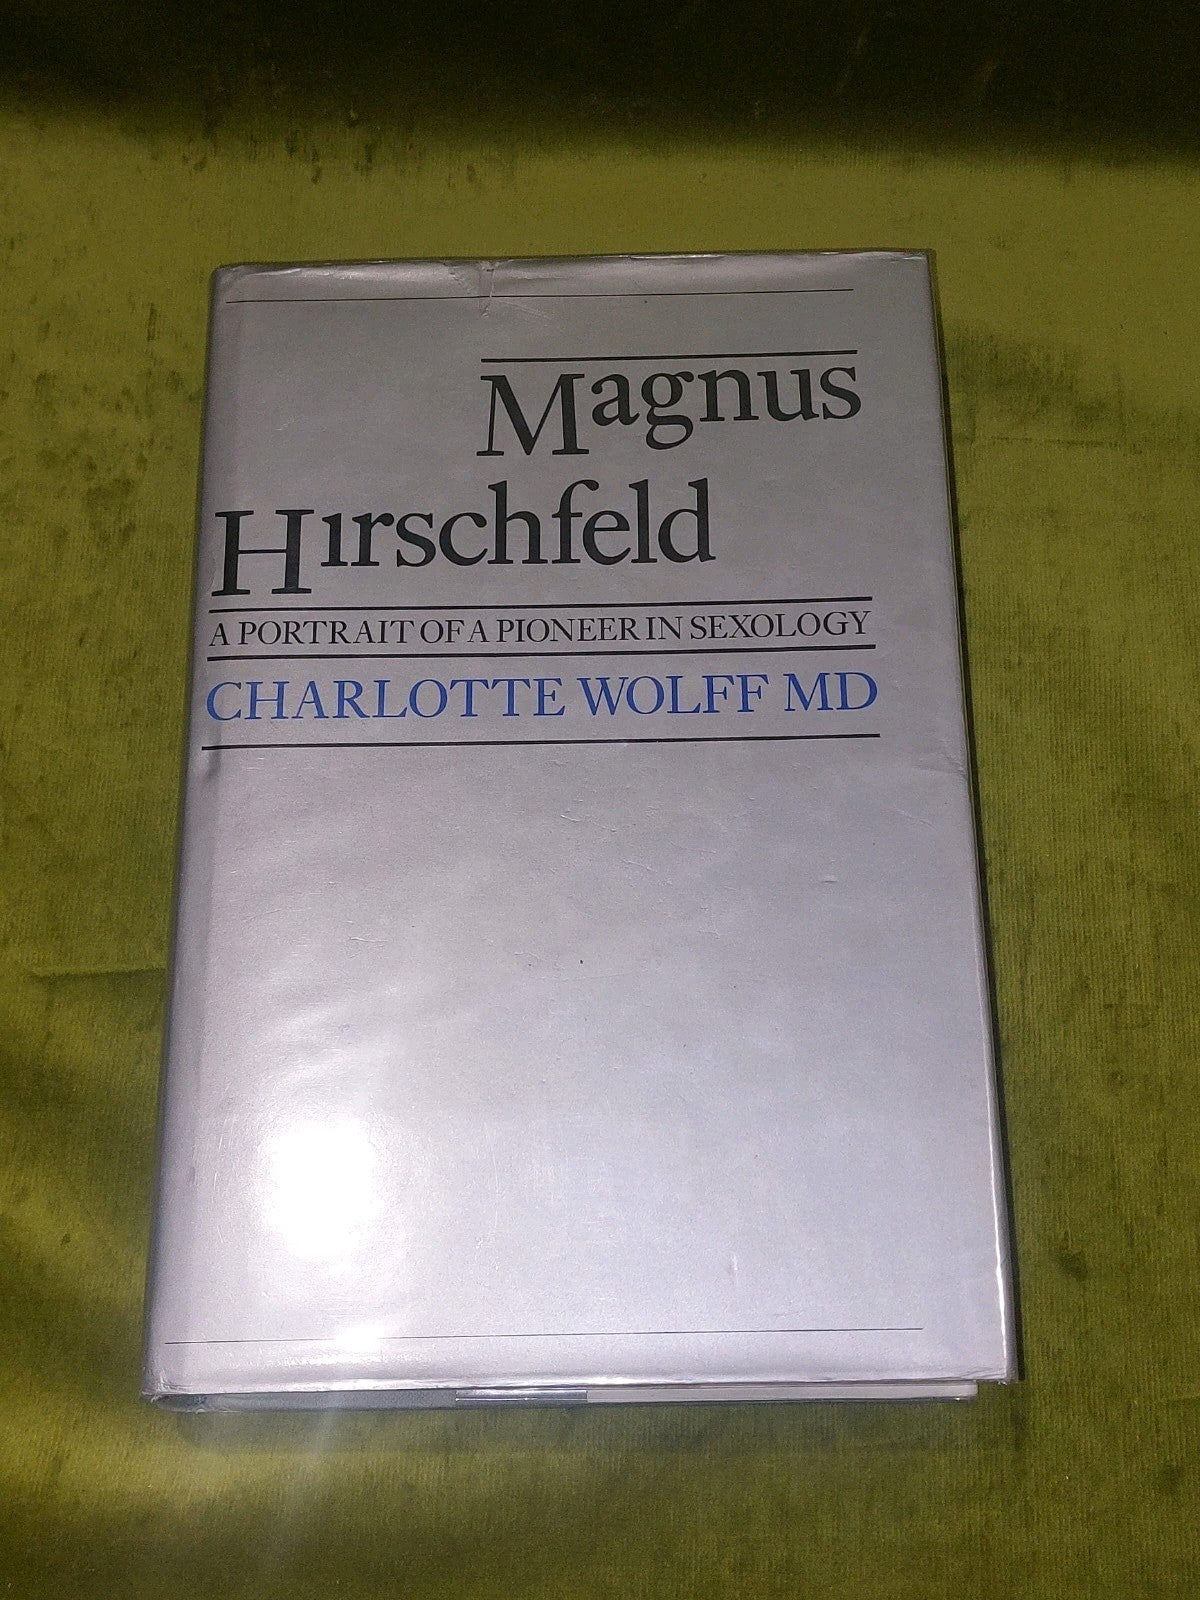 Magnus
Hirschfeld
A PORTRAIT OF A PIONEER IN SEXOLOGY
CHARLOTTE WOLFF MD